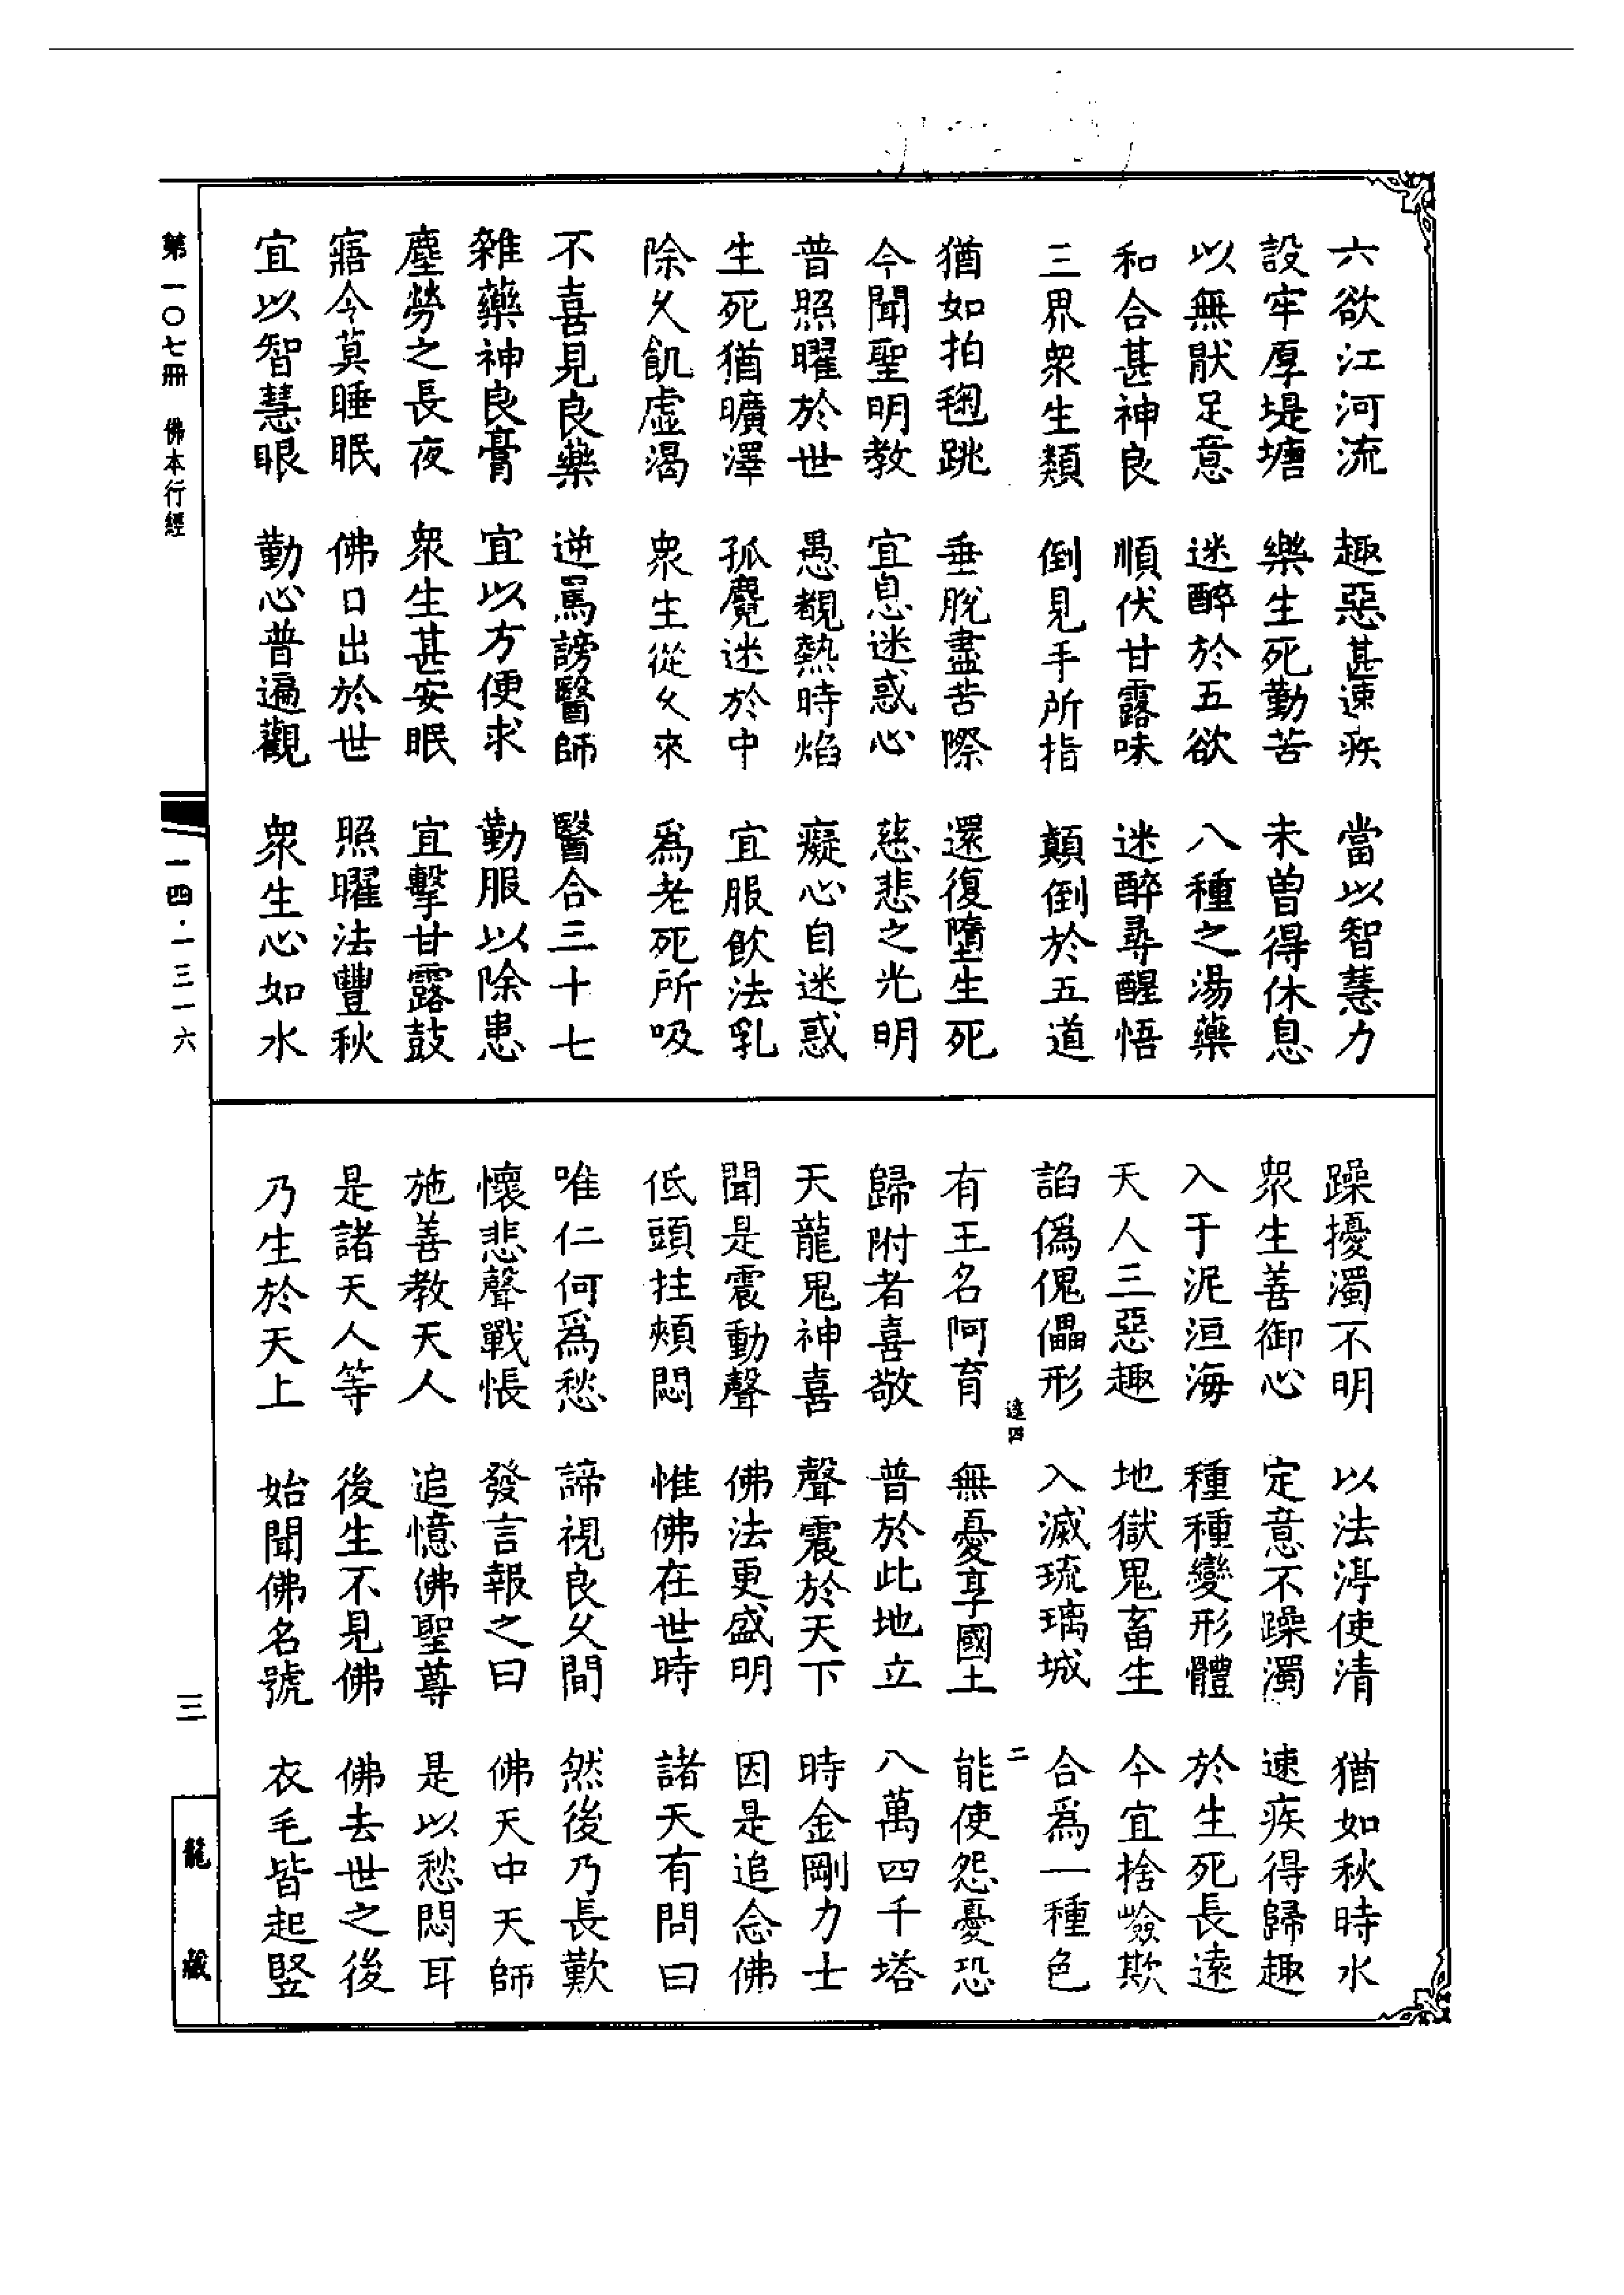 六欲江河流　趣惡甚速疾　當以智慧力
設牢厚堤塘　樂生死勤苦　未曾得休息
以無猒足意　迷醉於五欲　八種之湯藥
和合甚神良　順伏甘露味　迷醉尋醒悟
三界衆生類　倒見手所指　顛倒於五道
猶如拍毱跳　垂脫盡苦際　還復墮生死
今聞聖明教　宜息迷惑心　慈悲之光明
普照曜於世　愚覩熱時焰　癡心自迷惑
生死猶曠澤　孤麑迷於中　宜服飲法乳
除久飢虛渴　衆生從久來　爲老死所吸
不喜見良藥　逆罵謗醫師　醫合三十七
雜藥神良膏　宜以方便求　勤服以除患
塵勞之長夜　衆生甚安眠　宜擊甘露鼓
寤令莫睡眠　佛日出於世　照曜法豐秋
宜以智慧眼　勤心普遍觀　衆生心如水
躁擾濁不明　以法渟使清　猶如秋時水
衆生善御心　定意不躁濁　速疾得歸趣
入于泥洹海　種種變形體　於生死長遠
天人三惡趣　地獄鬼畜生　今宜捨嶮欺
諂僞傀儡形　入滅琉璃城　合爲一種色
達四　二
有王名阿育　無憂享國土　能使怨憂恐
歸附者喜敬　普於此地立　八萬四千塔
天龍鬼神喜　聲震於天下　時金剛力士
聞是震動聲　佛法更盛明　因是追念佛
低頭拄頰悶　惟佛在世時　諸天有問曰
唯仁何爲愁　諦視良久間　然後乃長歎
懷悲聲戰悵　發言報之曰　佛天中天師
施善教天人　追憶佛聖尊　是以愁悶耳
是諸天人等　後生不見佛　佛去世之後
乃生於天上　始聞佛名號　衣毛皆起豎
第一〇七冊　佛本行經
一四·一三一六
三
龍藏